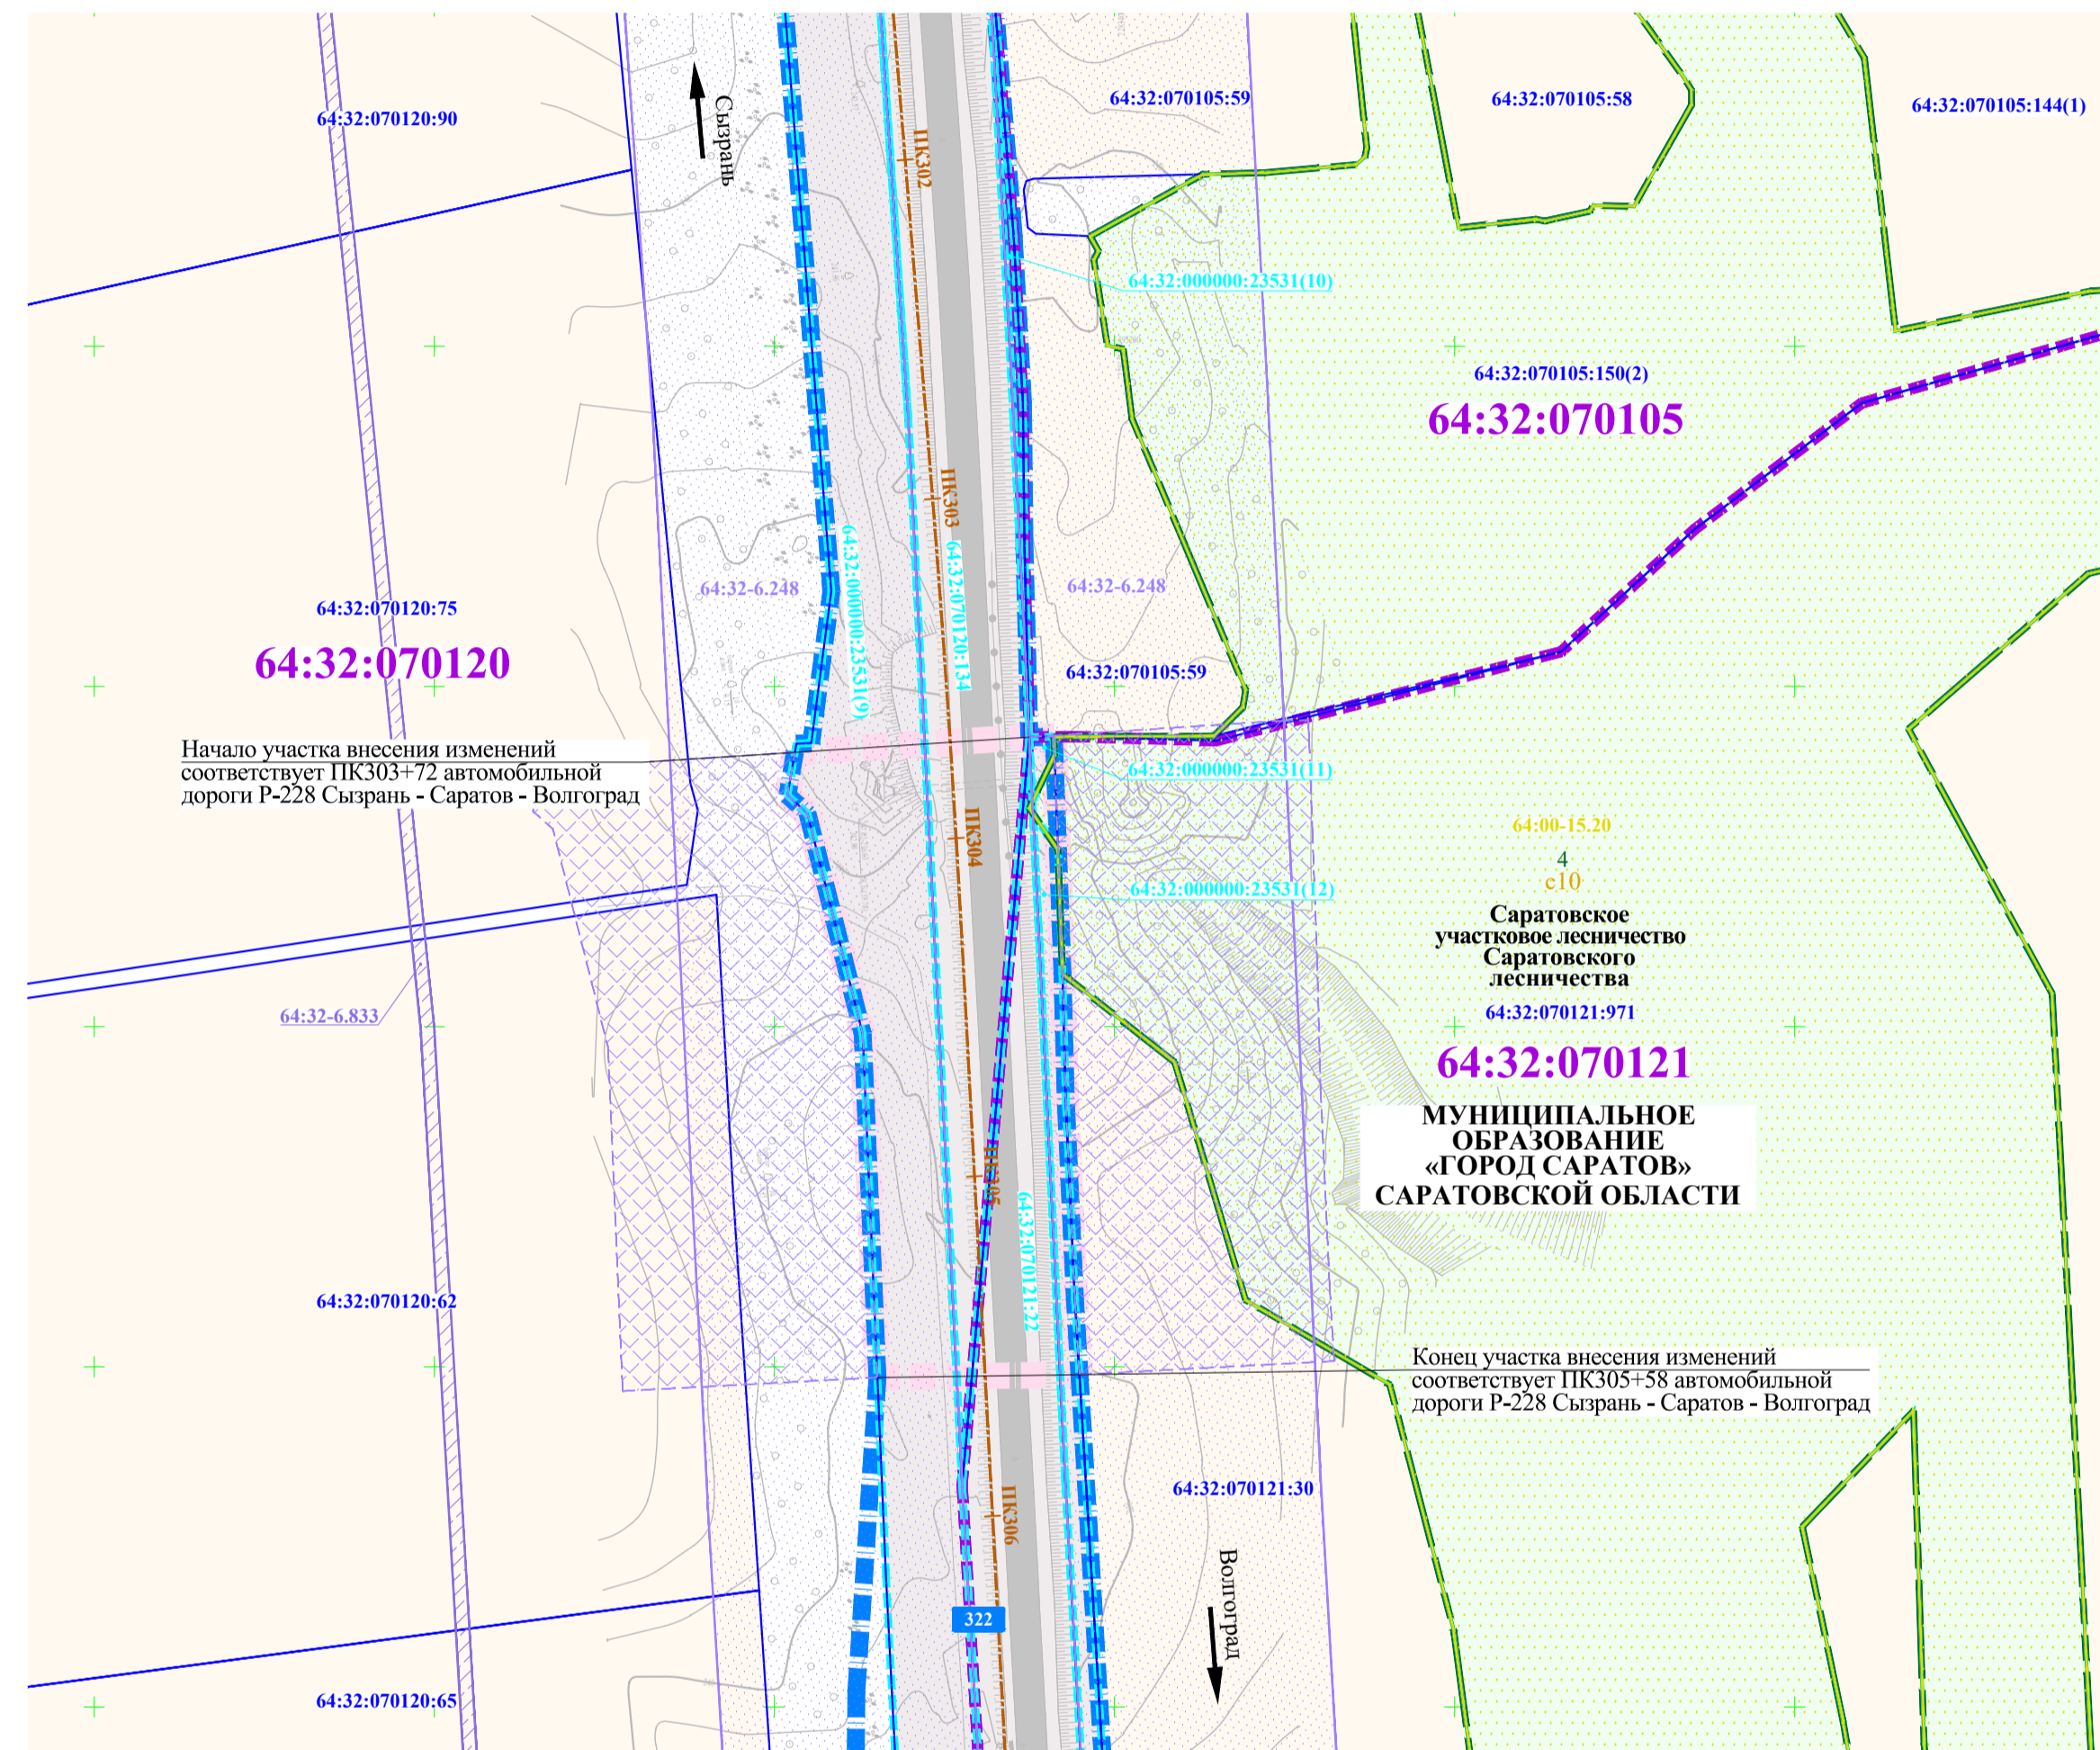 64:32:070120:90
Сызрань
ПК302
64:32:070105:59
64:32:070105:58
64:32:070105:144(1)
64:32:000000:23531(10)
64:32:070105:150(2)
64:32:070105
ПК303
64:32:000000:23531(9)
64:32:070120:134
64:32-6.248
64:32-6.248
64:32:070120:75
64:32:070120
64:32:070105:59
Начало участка внесения изменений
соответствует ПК303+72 автомобильной
дороги Р-228 Сызрань - Саратов - Волгоград
64:32:000000:23531(11)
ПК304
64:32:000000:23531(12)
64:00-15.20
4
с10
Саратовское
участковое лесничество
Саратовского
лесничества
64:32:070121:971
64:32:070121
64:32-6.833
МУНИЦИПАЛЬНОЕ
ОБРАЗОВАНИЕ
«ГОРОД САРАТОВ»
САРАТОВСКОЙ ОБЛАСТИ
ПК305
64:32:070121:22
64:32:070120:62
Конец участка внесения изменений
соответствует ПК305+58 автомобильной
дороги Р-228 Сызрань - Саратов - Волгоград
64:32:070121:30
ПК306
Волгоград
322
64:32:070120:65